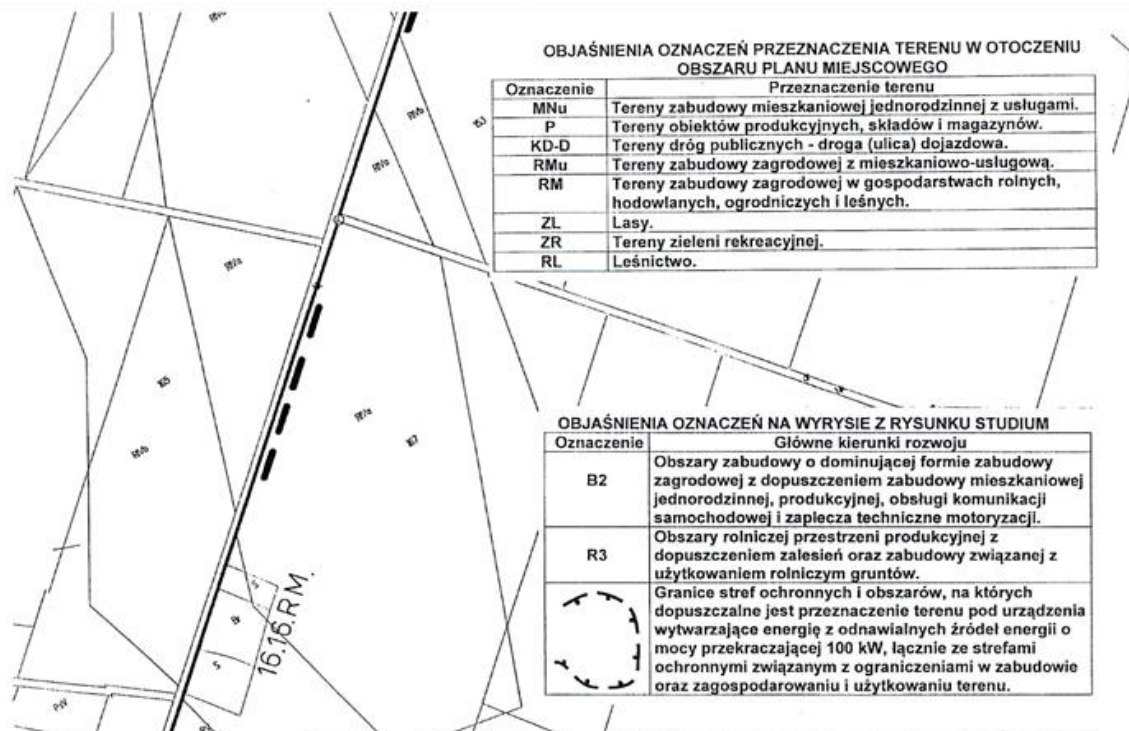 OBJAŚNIENIA OZNACZEŃ PRZEZNACZENIA TERENU W OTOCZENIU
OBSZARU PLANU MIEJSCOWEGO
Oznaczenie Przeznaczenie terenu
MNu Tereny zabudowy mieszkaniowej jednorodzinnej z usługami.
P Tereny obiektów produkcyjnych, składów i magazynów.
KD-D Tereny dróg publicznych - droga (ulica) dojazdowa.
RMu Tereny zabudowy zagrodowej z mieszkaniowo-usługową.
RM Tereny zabudowy zagrodowej w gospodarstwach rolnych,
hodowlanych, ogrodniczych i leśnych.
ZL Lasy.
ZR Tereny zieleni rekreacyjnej.
RL Leśnictwo.
153
165
167
16.16.RM.
OBJAŚNIENIA OZNACZEŃ NA WYRYSIE Z RYSUNKU STUDIUM
Oznaczenie Główne kierunki rozwoju
B2 Obszary zabudowy o dominującej formie zabudowy
zagrodowej z dopuszczeniem zabudowy mieszkaniowej
jednorodzinnej, produkcyjnej, obsługi komunikacji
samochodowej i zaplecza techniczne motoryzacji.
R3 Obszary rolniczej przestrzeni produkcyjnej z
dopuszczeniem zalesień oraz zabudowy związanej z
użytkowaniem rolniczym gruntów.
Granice stref ochronnych i obszarów, na których
dopuszczalne jest przeznaczenie terenu pod urządzenia
wytwarzające energię z odnawialnych źródeł energii o
mocy przekraczającej 100 kW, łącznie ze strefami
ochronnymi związanym z ograniczeniami w zabudowie
oraz zagospodarowaniu i użytkowaniu terenu.